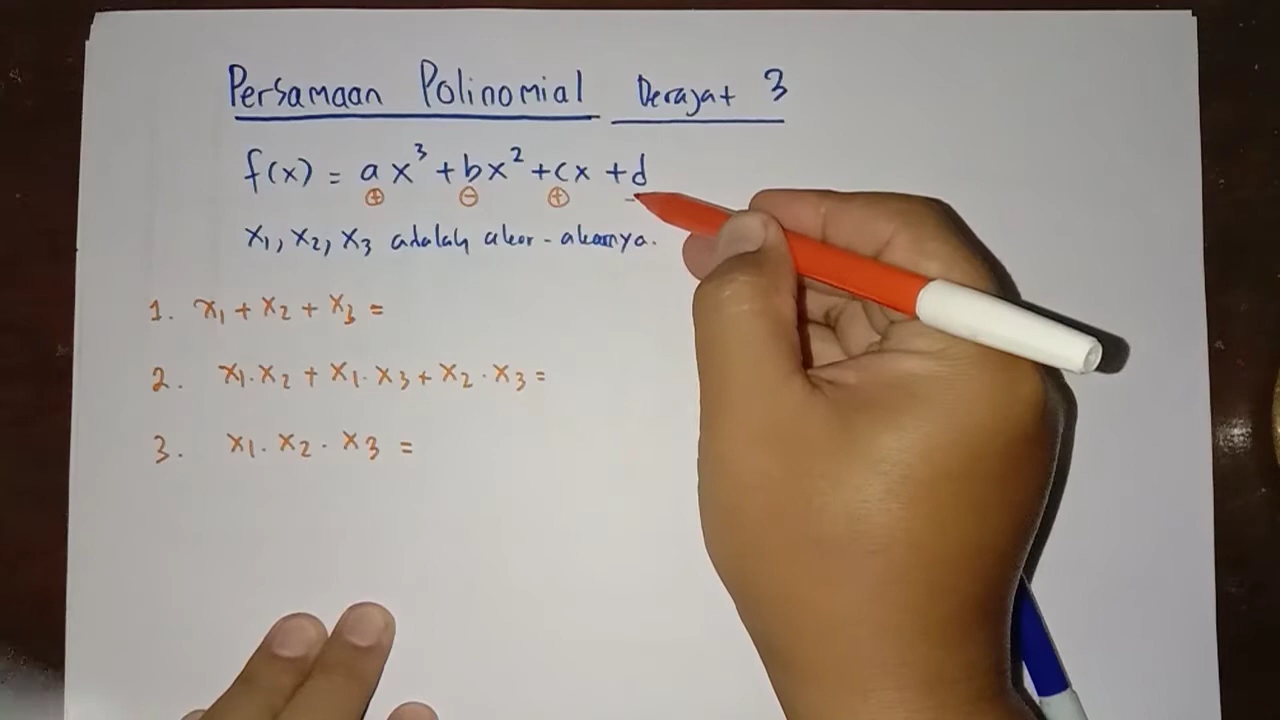 Persamaan Polinomial Derajat 3
f(x) = ax³ + bx² + cx + d
⊕ ⊖ ⊕ −
x₁, x₂, x₃ adalah akar - akarnya.
1. x₁ + x₂ + x₃ =
2. x₁·x₂ + x₁·x₃ + x₂·x₃ =
3. x₁·x₂·x₃ =